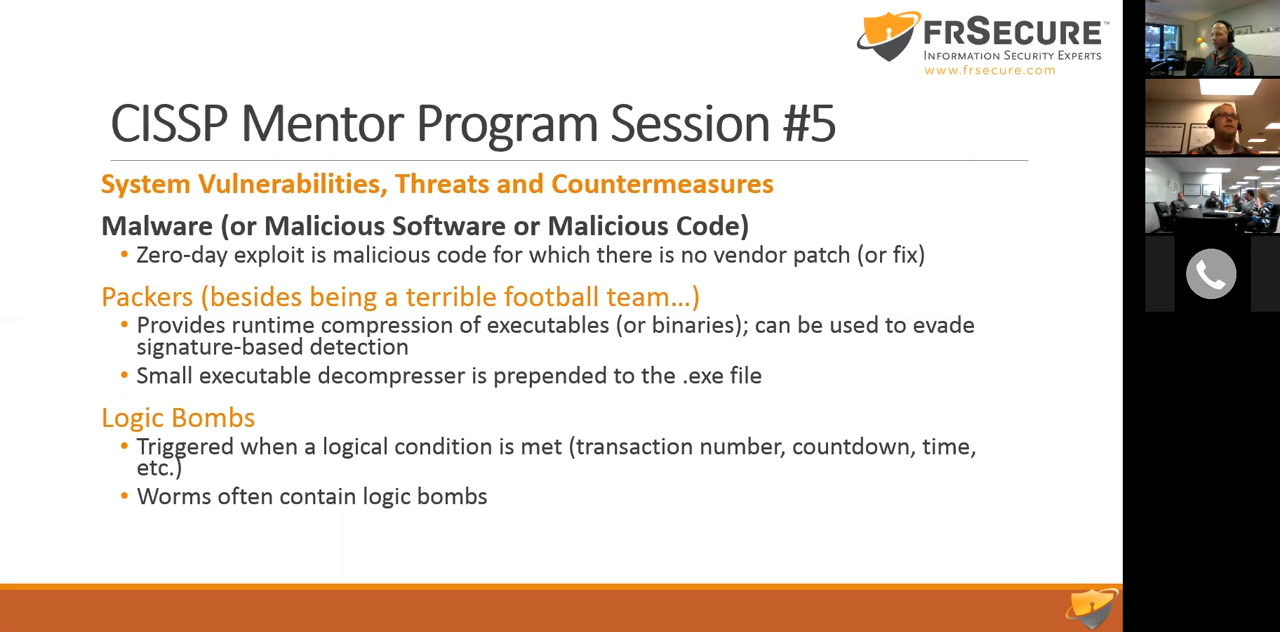 FRSECURE™
INFORMATION SECURITY EXPERTS
www.frsecure.com
CISSP Mentor Program Session #5
System Vulnerabilities, Threats and Countermeasures
Malware (or Malicious Software or Malicious Code)
• Zero-day exploit is malicious code for which there is no vendor patch (or fix)
Packers (besides being a terrible football team…)
• Provides runtime compression of executables (or binaries); can be used to evade
signature-based detection
• Small executable decompresser is prepended to the .exe file
Logic Bombs
• Triggered when a logical condition is met (transaction number, countdown, time,
etc.)
• Worms often contain logic bombs